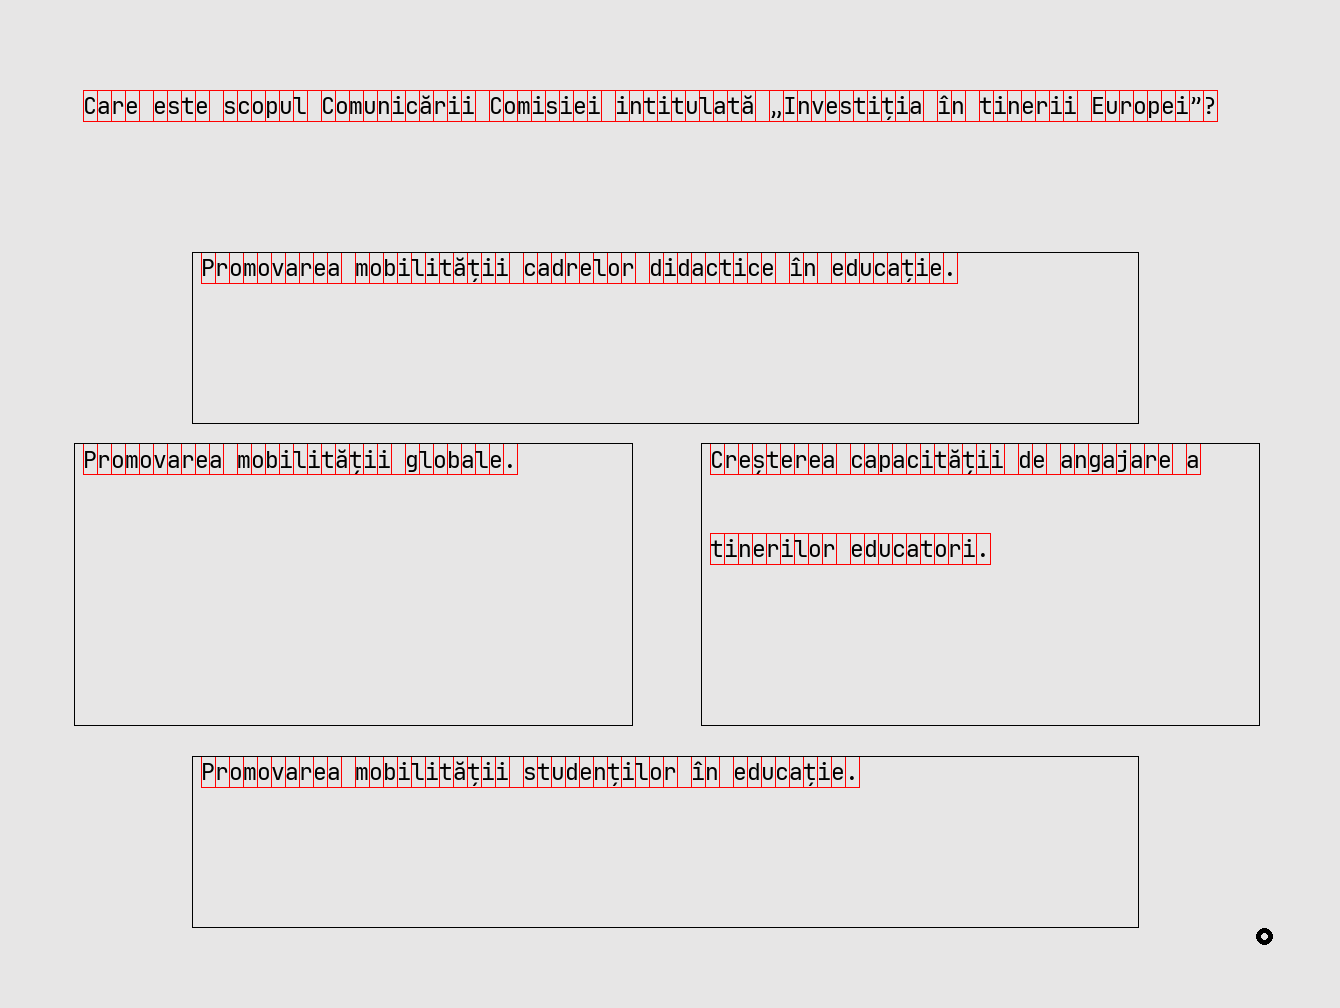 Care este scopul Comunicării Comisiei intitulată „Investiția în tinerii Europei”?
Promovarea mobilității cadrelor didactice în educație.
Promovarea mobilității globale.
Creșterea capacității de angajare a
tinerilor educatori.
Promovarea mobilității studenților în educație.